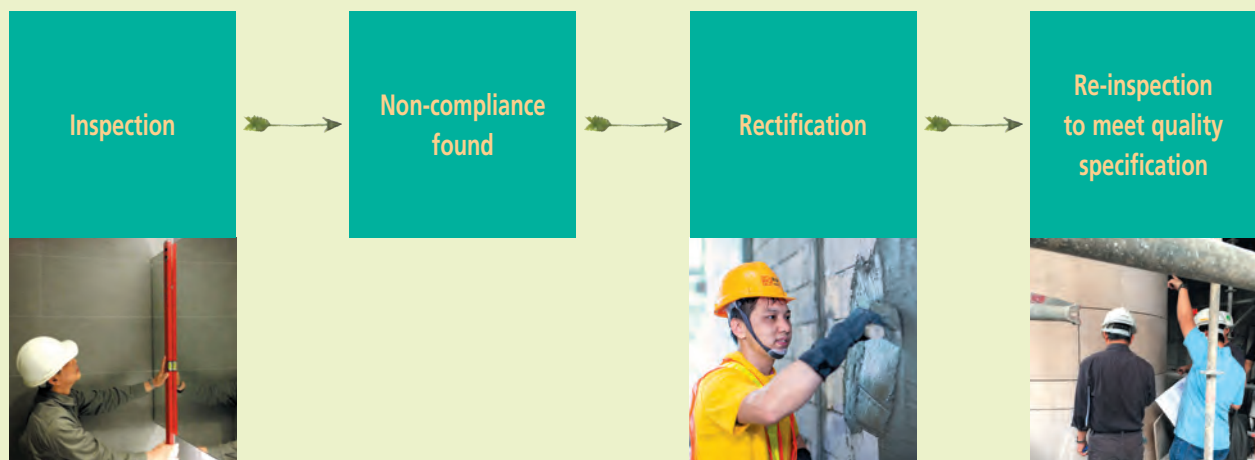 Inspection
Non-compliance
found
Rectification
Re-inspection
to meet quality
specification